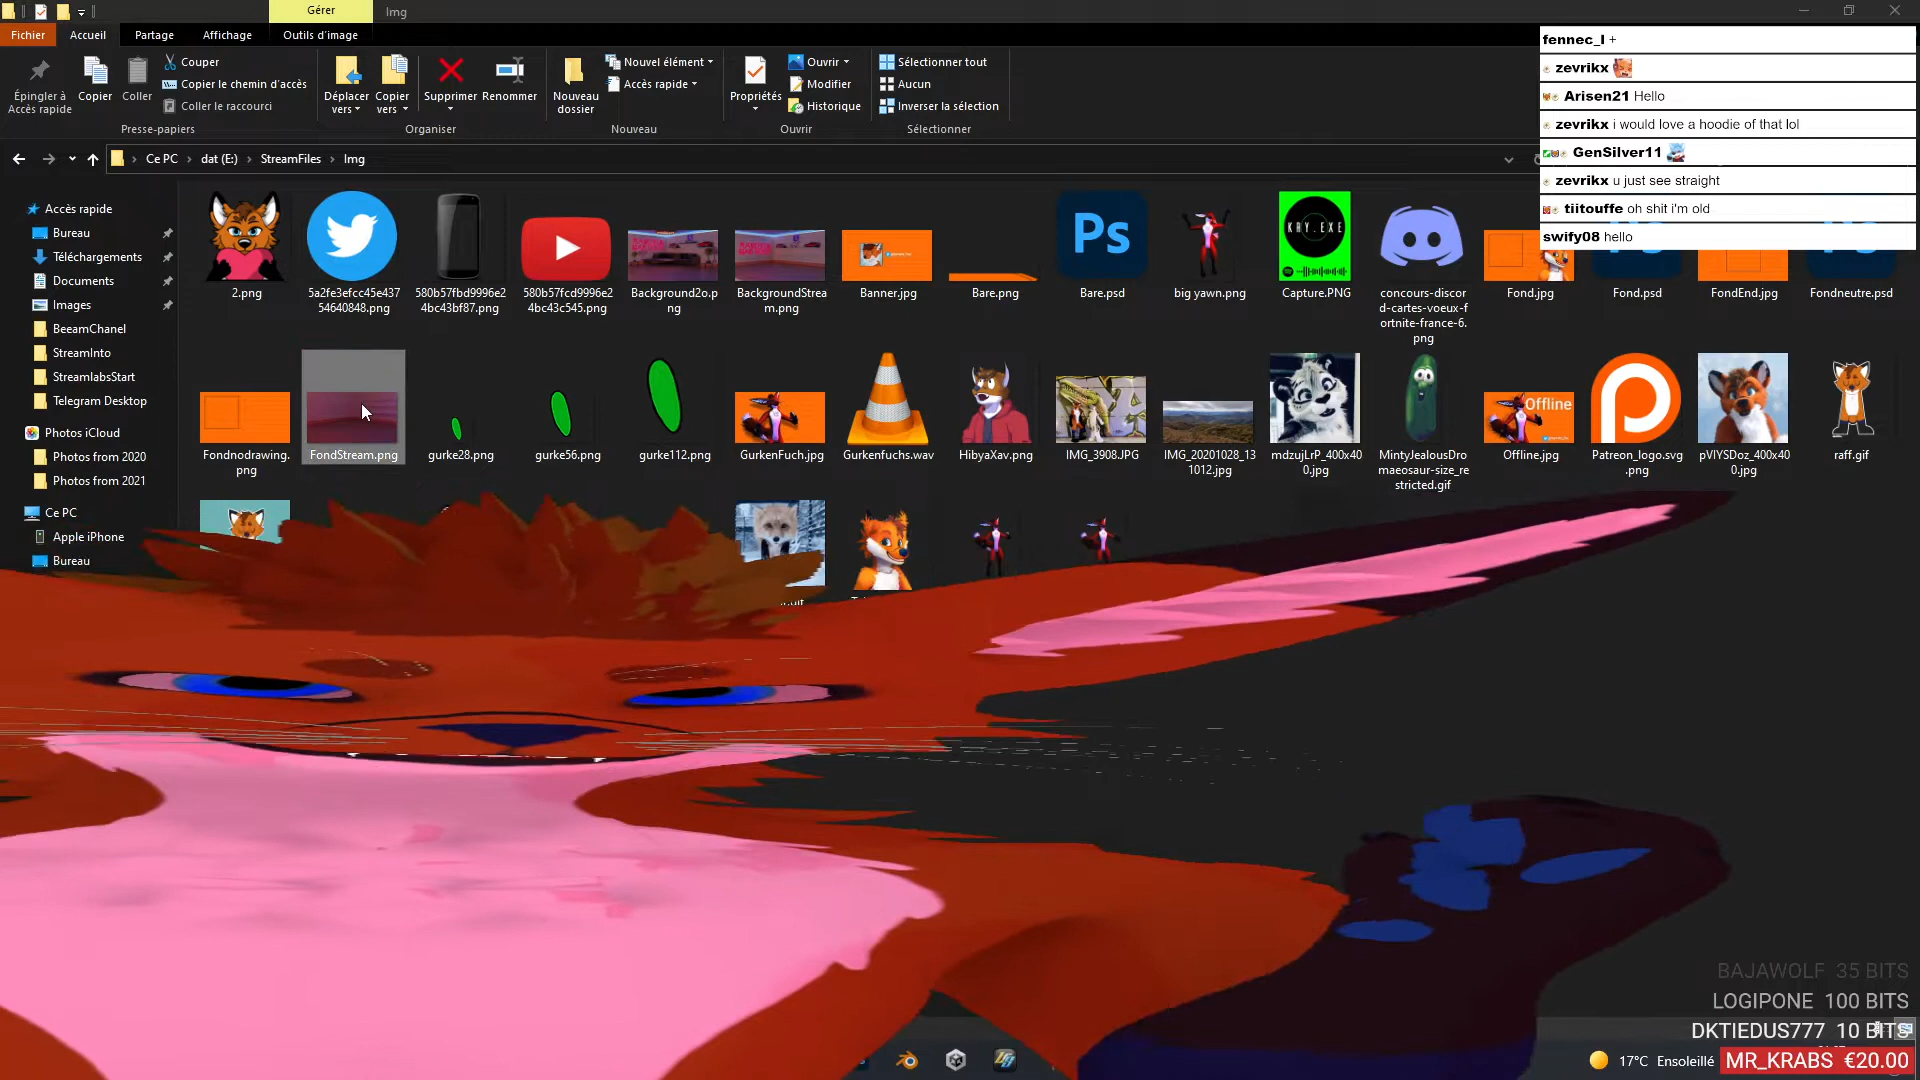 Gérer
Img
Fichier
Accueil
Partage
Affichage
Outils d'image
Épingler à
Accès rapide
Copier
Coller
Couper
Copier le chemin d'accès
Coller le raccourci
Presse-papiers
Déplacer
vers
Copier
vers
Supprimer
Renommer
Organiser
Nouveau
dossier
Nouvel élément
Accès rapide
Nouveau
Propriétés
Ouvrir
Modifier
Historique
Ouvrir
Sélectionner tout
Aucun
Inverser la sélection
Sélectionner
Ce PC
dat (E:)
StreamFiles
Img
fennec_l +
zevrikx
Arisen21 Hello
zevrikx i would love a hoodie of that lol
GenSilver11
zevrikx u just see straight
tiitouffe oh shit i'm old
swify08 hello
Accès rapide
Bureau
Téléchargements
Documents
Images
BeeamChanel
StreamInto
StreamlabsStart
Telegram Desktop
Photos iCloud
Photos from 2020
Photos from 2021
Ce PC
Apple iPhone
Bureau
Ps
KRY.EXE
2.png
5a2fe3efcc45e437
54640848.png
580b57fbd9996e2
4bc43bf87.png
580b57fcd9996e2
4bc43c545.png
Background2o.p
ng
BackgroundStrea
m.png
Banner.jpg
Bare.png
Bare.psd
big yawn.png
Capture.PNG
concours-discor
d-cartes-voeux-f
ortnite-france-6.
png
Fond.jpg
Fond.psd
FondEnd.jpg
Fondneutre.psd
Offline
Fondnodrawing.
png
FondStream.png
gurke28.png
gurke56.png
gurke112.png
GurkenFuch.jpg
Gurkenfuchs.wav
HibyaXav.png
IMG_3908.JPG
IMG_20201028_13
1012.jpg
mdzujLrP_400x40
0.jpg
MintyJealousDro
maeosaur-size_re
stricted.gif
Offline.jpg
Patreon_logo.svg
.png
pVIYSDoz_400x40
0.jpg
raff.gif
BAJAWOLF 35 BITS
LOGIPONE 100 BITS
DKTIEDUS777 10 BITS
17°C Ensoleillé
MR_KRABS €20.00